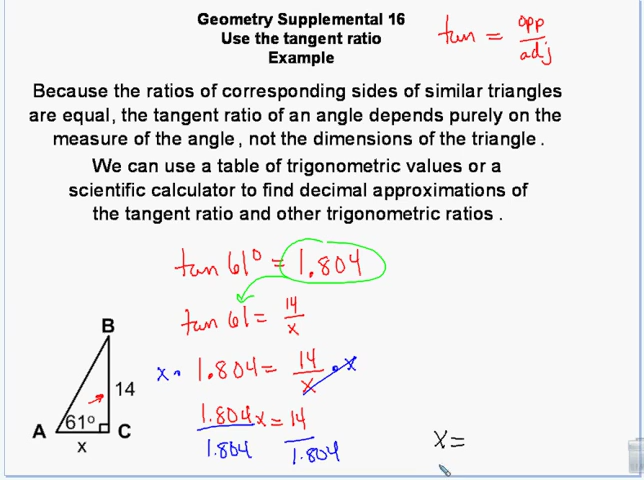 Geometry Supplemental 16
Use the tangent ratio
Example
tan = opp/adj
Because the ratios of corresponding sides of similar triangles
are equal, the tangent ratio of an angle depends purely on the
measure of the angle, not the dimensions of the triangle.
We can use a table of trigonometric values or a
scientific calculator to find decimal approximations of
the tangent ratio and other trigonometric ratios.
tan 61° = 1.804
tan 61 = 14/x
x · 1.804 = 14/x · x
1.804x = 14
1.804 1.804
B
14
A 61° C
x
x =